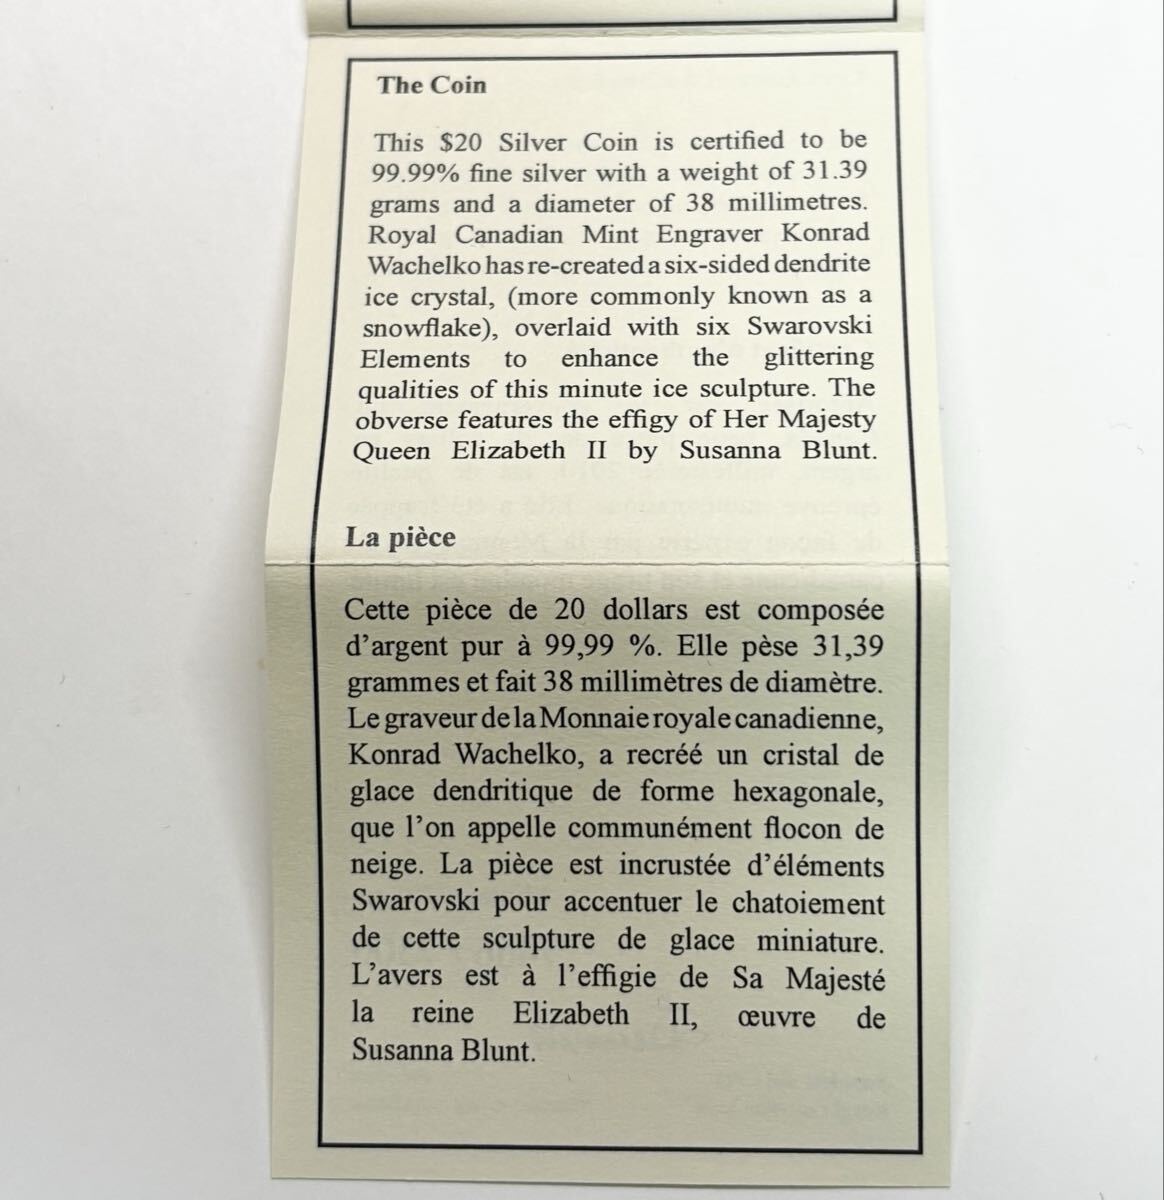 The Coin
This $20 Silver Coin is certified to be
99.99% fine silver with a weight of 31.39
grams and a diameter of 38 millimetres.
Royal Canadian Mint Engraver Konrad
Wachelko has re-created a six-sided dendrite
ice crystal, (more commonly known as a
snowflake), overlaid with six Swarovski
Elements to enhance the glittering
qualities of this minute ice sculpture. The
obverse features the effigy of Her Majesty
Queen Elizabeth II by Susanna Blunt.
La pièce
Cette pièce de 20 dollars est composée
d’argent pur à 99,99 %. Elle pèse 31,39
grammes et fait 38 millimètres de diamètre.
Le graveur de la Monnaie royale canadienne,
Konrad Wachelko, a recréé un cristal de
glace dendritique de forme hexagonale,
que l’on appelle communément flocon de
neige. La pièce est incrustée d’éléments
Swarovski pour accentuer le chatoiement
de cette sculpture de glace miniature.
L’avers est à l’effigie de Sa Majesté
la reine Elizabeth II, œuvre de
Susanna Blunt.